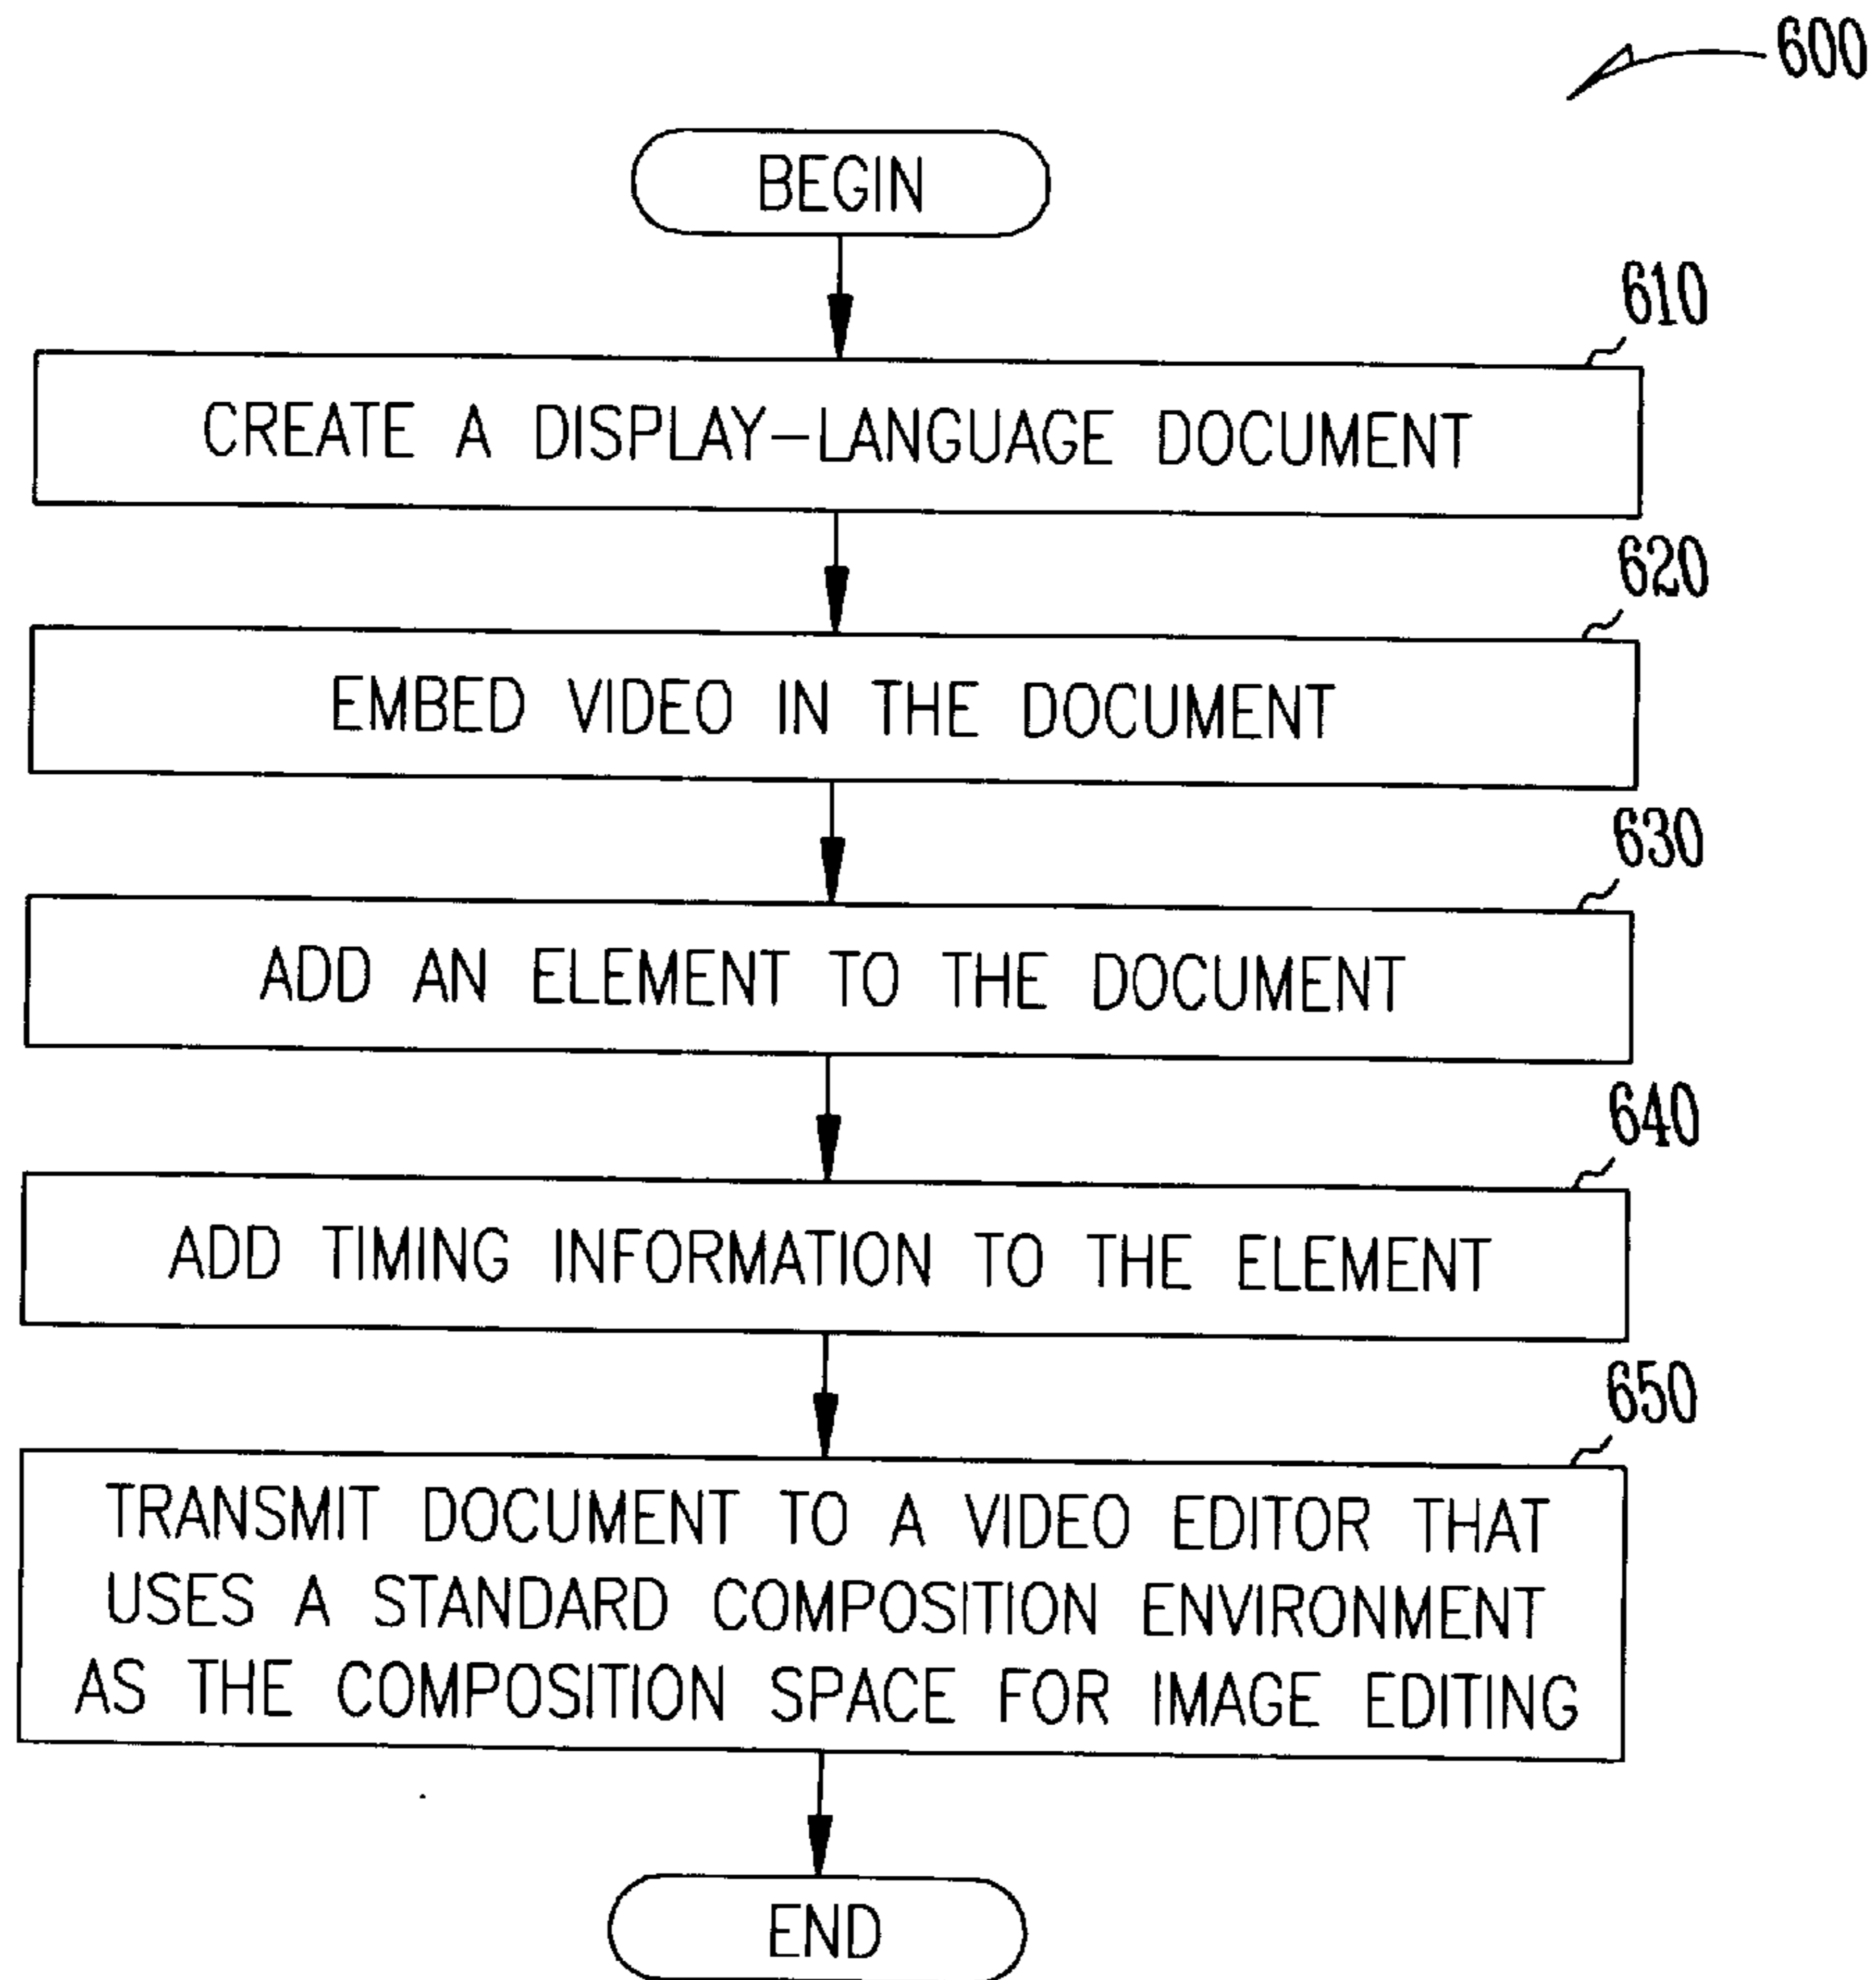 600
BEGIN
610
CREATE A DISPLAY-LANGUAGE DOCUMENT
620
EMBED VIDEO IN THE DOCUMENT
630
ADD AN ELEMENT TO THE DOCUMENT
640
ADD TIMING INFORMATION TO THE ELEMENT
650
TRANSMIT DOCUMENT TO A VIDEO EDITOR THAT
USES A STANDARD COMPOSITION ENVIRONMENT
AS THE COMPOSITION SPACE FOR IMAGE EDITING
END